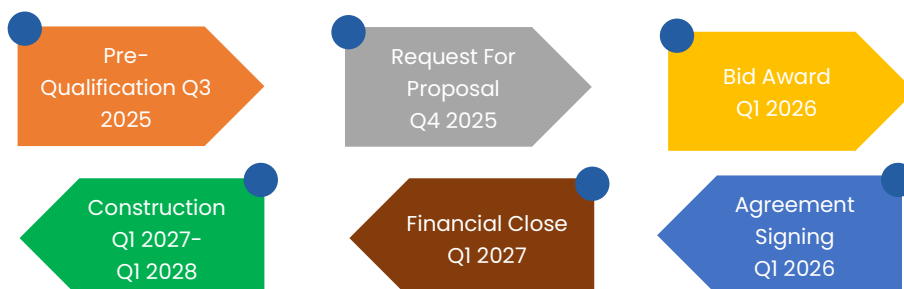 Pre-
Qualification Q3
2025
Request For
Proposal
Q4 2025
Bid Award
Q1 2026
Construction
Q1 2027-
Q1 2028
Financial Close
Q1 2027
Agreement
Signing
Q1 2026